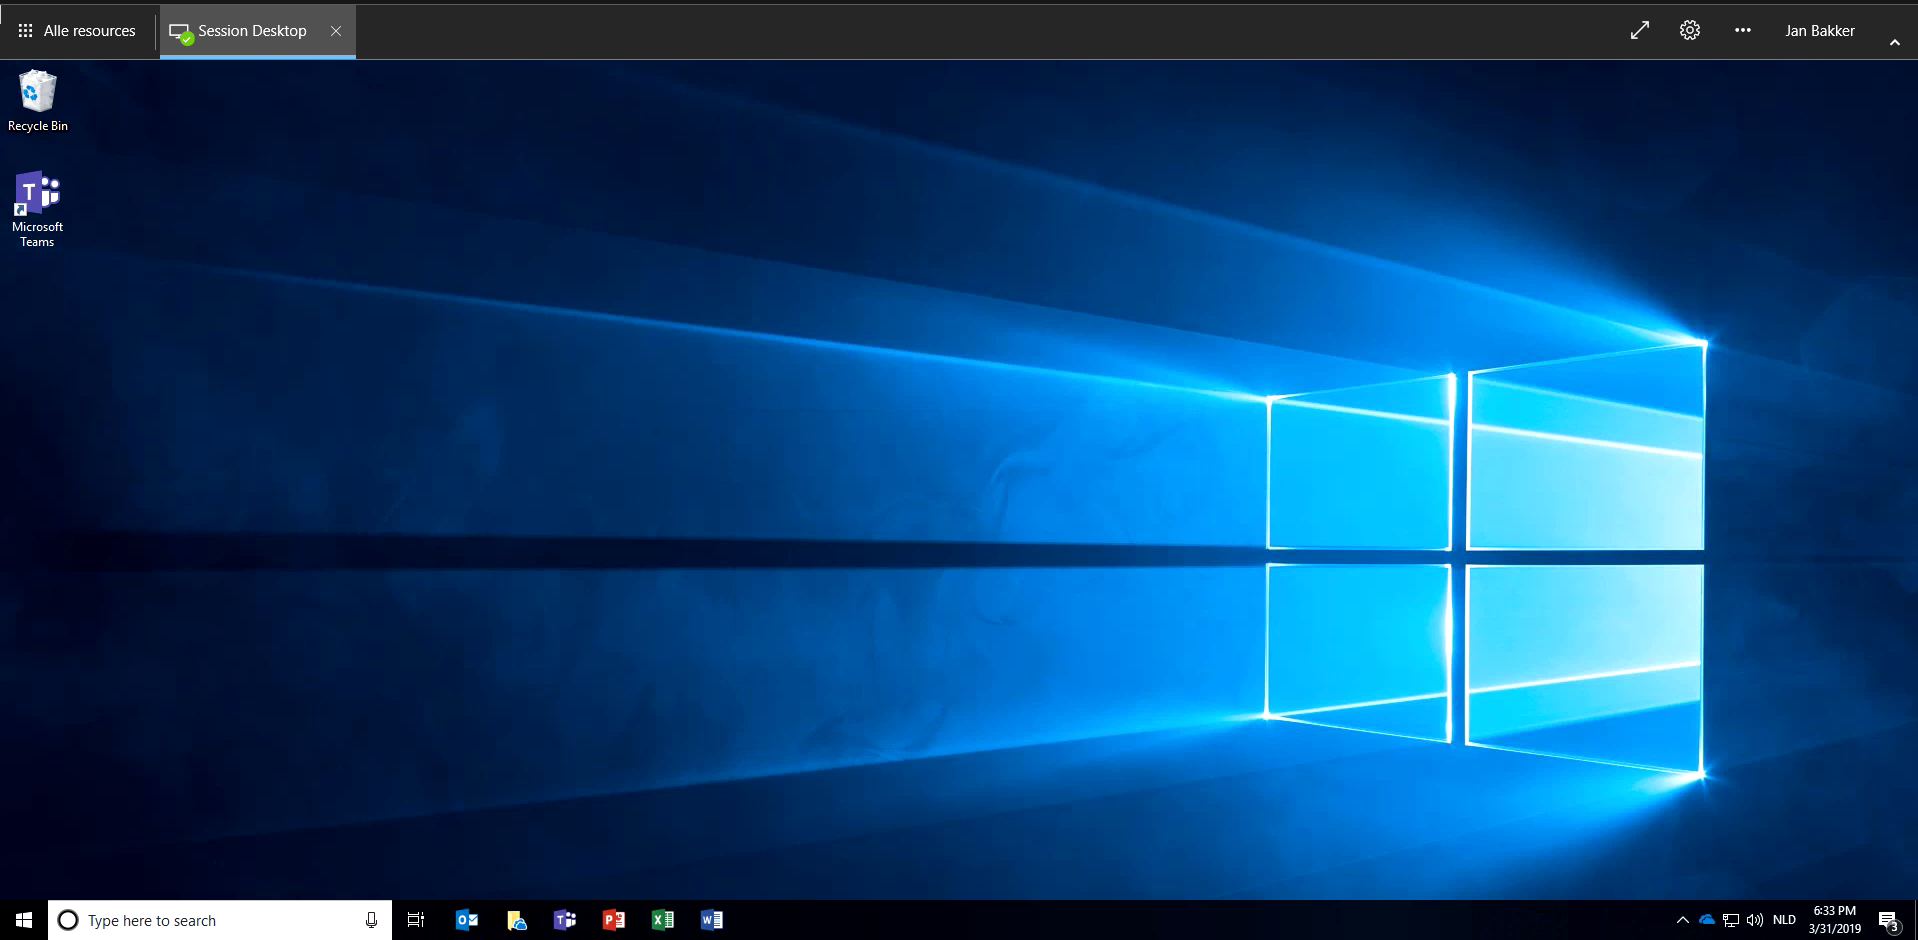 Alle resources
Session Desktop
Jan Bakker
Recycle Bin
T
Microsoft
Teams
Type here to search
O
T
P
X
W
NLD
6:33 PM
3/31/2019
3